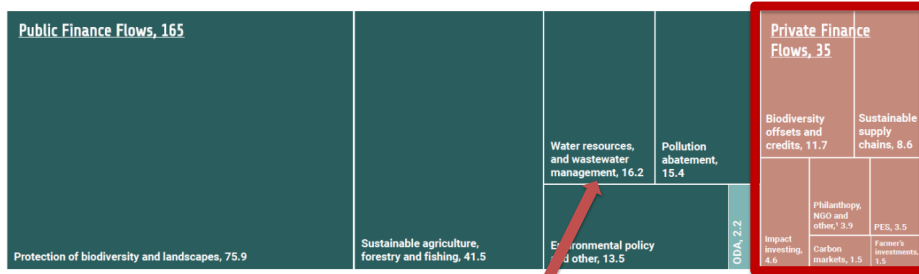 Public Finance Flows, 165
Protection of biodiversity and landscapes, 75.9
Sustainable agriculture,
forestry and fishing, 41.5
Water resources,
and wastewater
management, 16.2
Pollution
abatement,
15.4
Environmental policy
and other, 13.5
ODA, 2.2
Private Finance
Flows, 35
Biodiversity
offsets and
credits, 11.7
Sustainable
supply
chains, 8.6
Impact
investing,
4.6
Philanthopy,
NGO and
other,¹ 3.9
PES, 3.5
Carbon
markets, 1.5
Farmer's
investments,
1.5